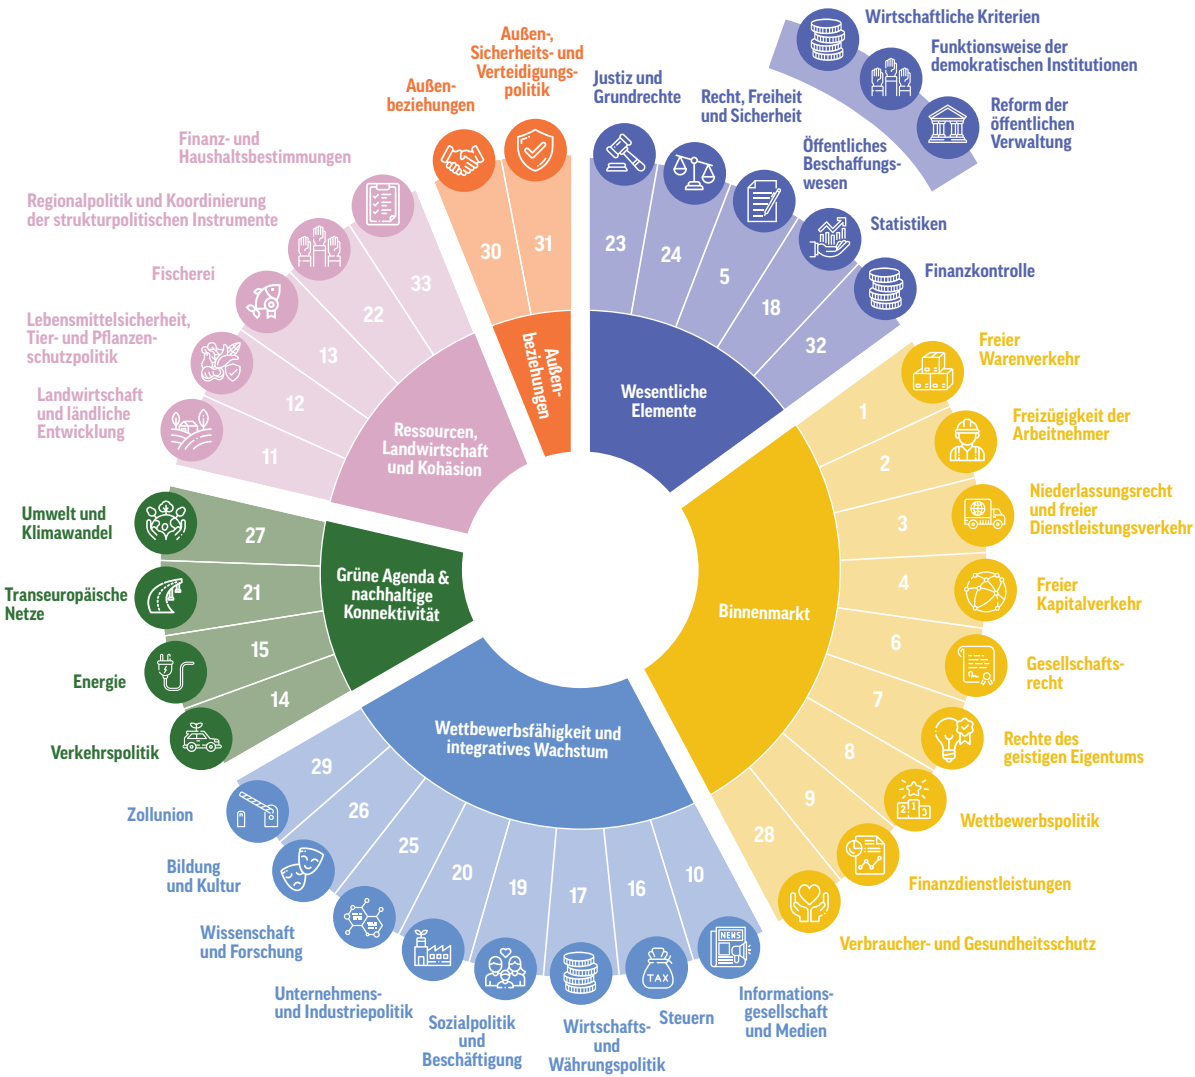 Wirtschaftliche Kriterien
Funktionsweise der
demokratischen Institutionen
Reform der
öffentlichen
Verwaltung
Justiz und
Grundrechte
Recht, Freiheit
und Sicherheit
Öffentliches
Beschaffungs-
wesen
Statistiken
Finanzkontrolle
23
24
5
18
32
Wesentliche
Elemente
Freier
Warenverkehr
Freizügigkeit der
Arbeitnehmer
Niederlassungsrecht
und freier
Dienstleistungsverkehr
Freier
Kapitalverkehr
Gesellschafts-
recht
Rechte des
geistigen Eigentums
Wettbewerbspolitik
Finanzdienstleistungen
Verbraucher- und Gesundheitsschutz
1
2
3
4
6
7
8
9
28
2 1 3
Binnenmarkt
Informations-
gesellschaft
und Medien
Steuern
Wirtschafts-
und
Währungspolitik
Sozialpolitik
und
Beschäftigung
Unternehmens-
und Industriepolitik
Wissenschaft
und Forschung
Bildung
und Kultur
Zollunion
10
16
17
19
20
25
26
29
NEWS
TAX
Wettbewerbsfähigkeit und
integratives Wachstum
Verkehrspolitik
Energie
Transeuropäische
Netze
Umwelt und
Klimawandel
14
15
21
27
Grüne Agenda &
nachhaltige
Konnektivität
Landwirtschaft
und ländliche
Entwicklung
Lebensmittelsicherheit,
Tier- und Pflanzen-
schutzpolitik
Fischerei
Regionalpolitik und Koordinierung
der strukturpolitischen Instrumente
Finanz- und
Haushaltsbestimmungen
11
12
13
22
33
Ressourcen,
Landwirtschaft
und Kohäsion
Außen-
beziehungen
Außen-,
Sicherheits- und
Verteidigungs-
politik
30
31
Außen-
beziehungen